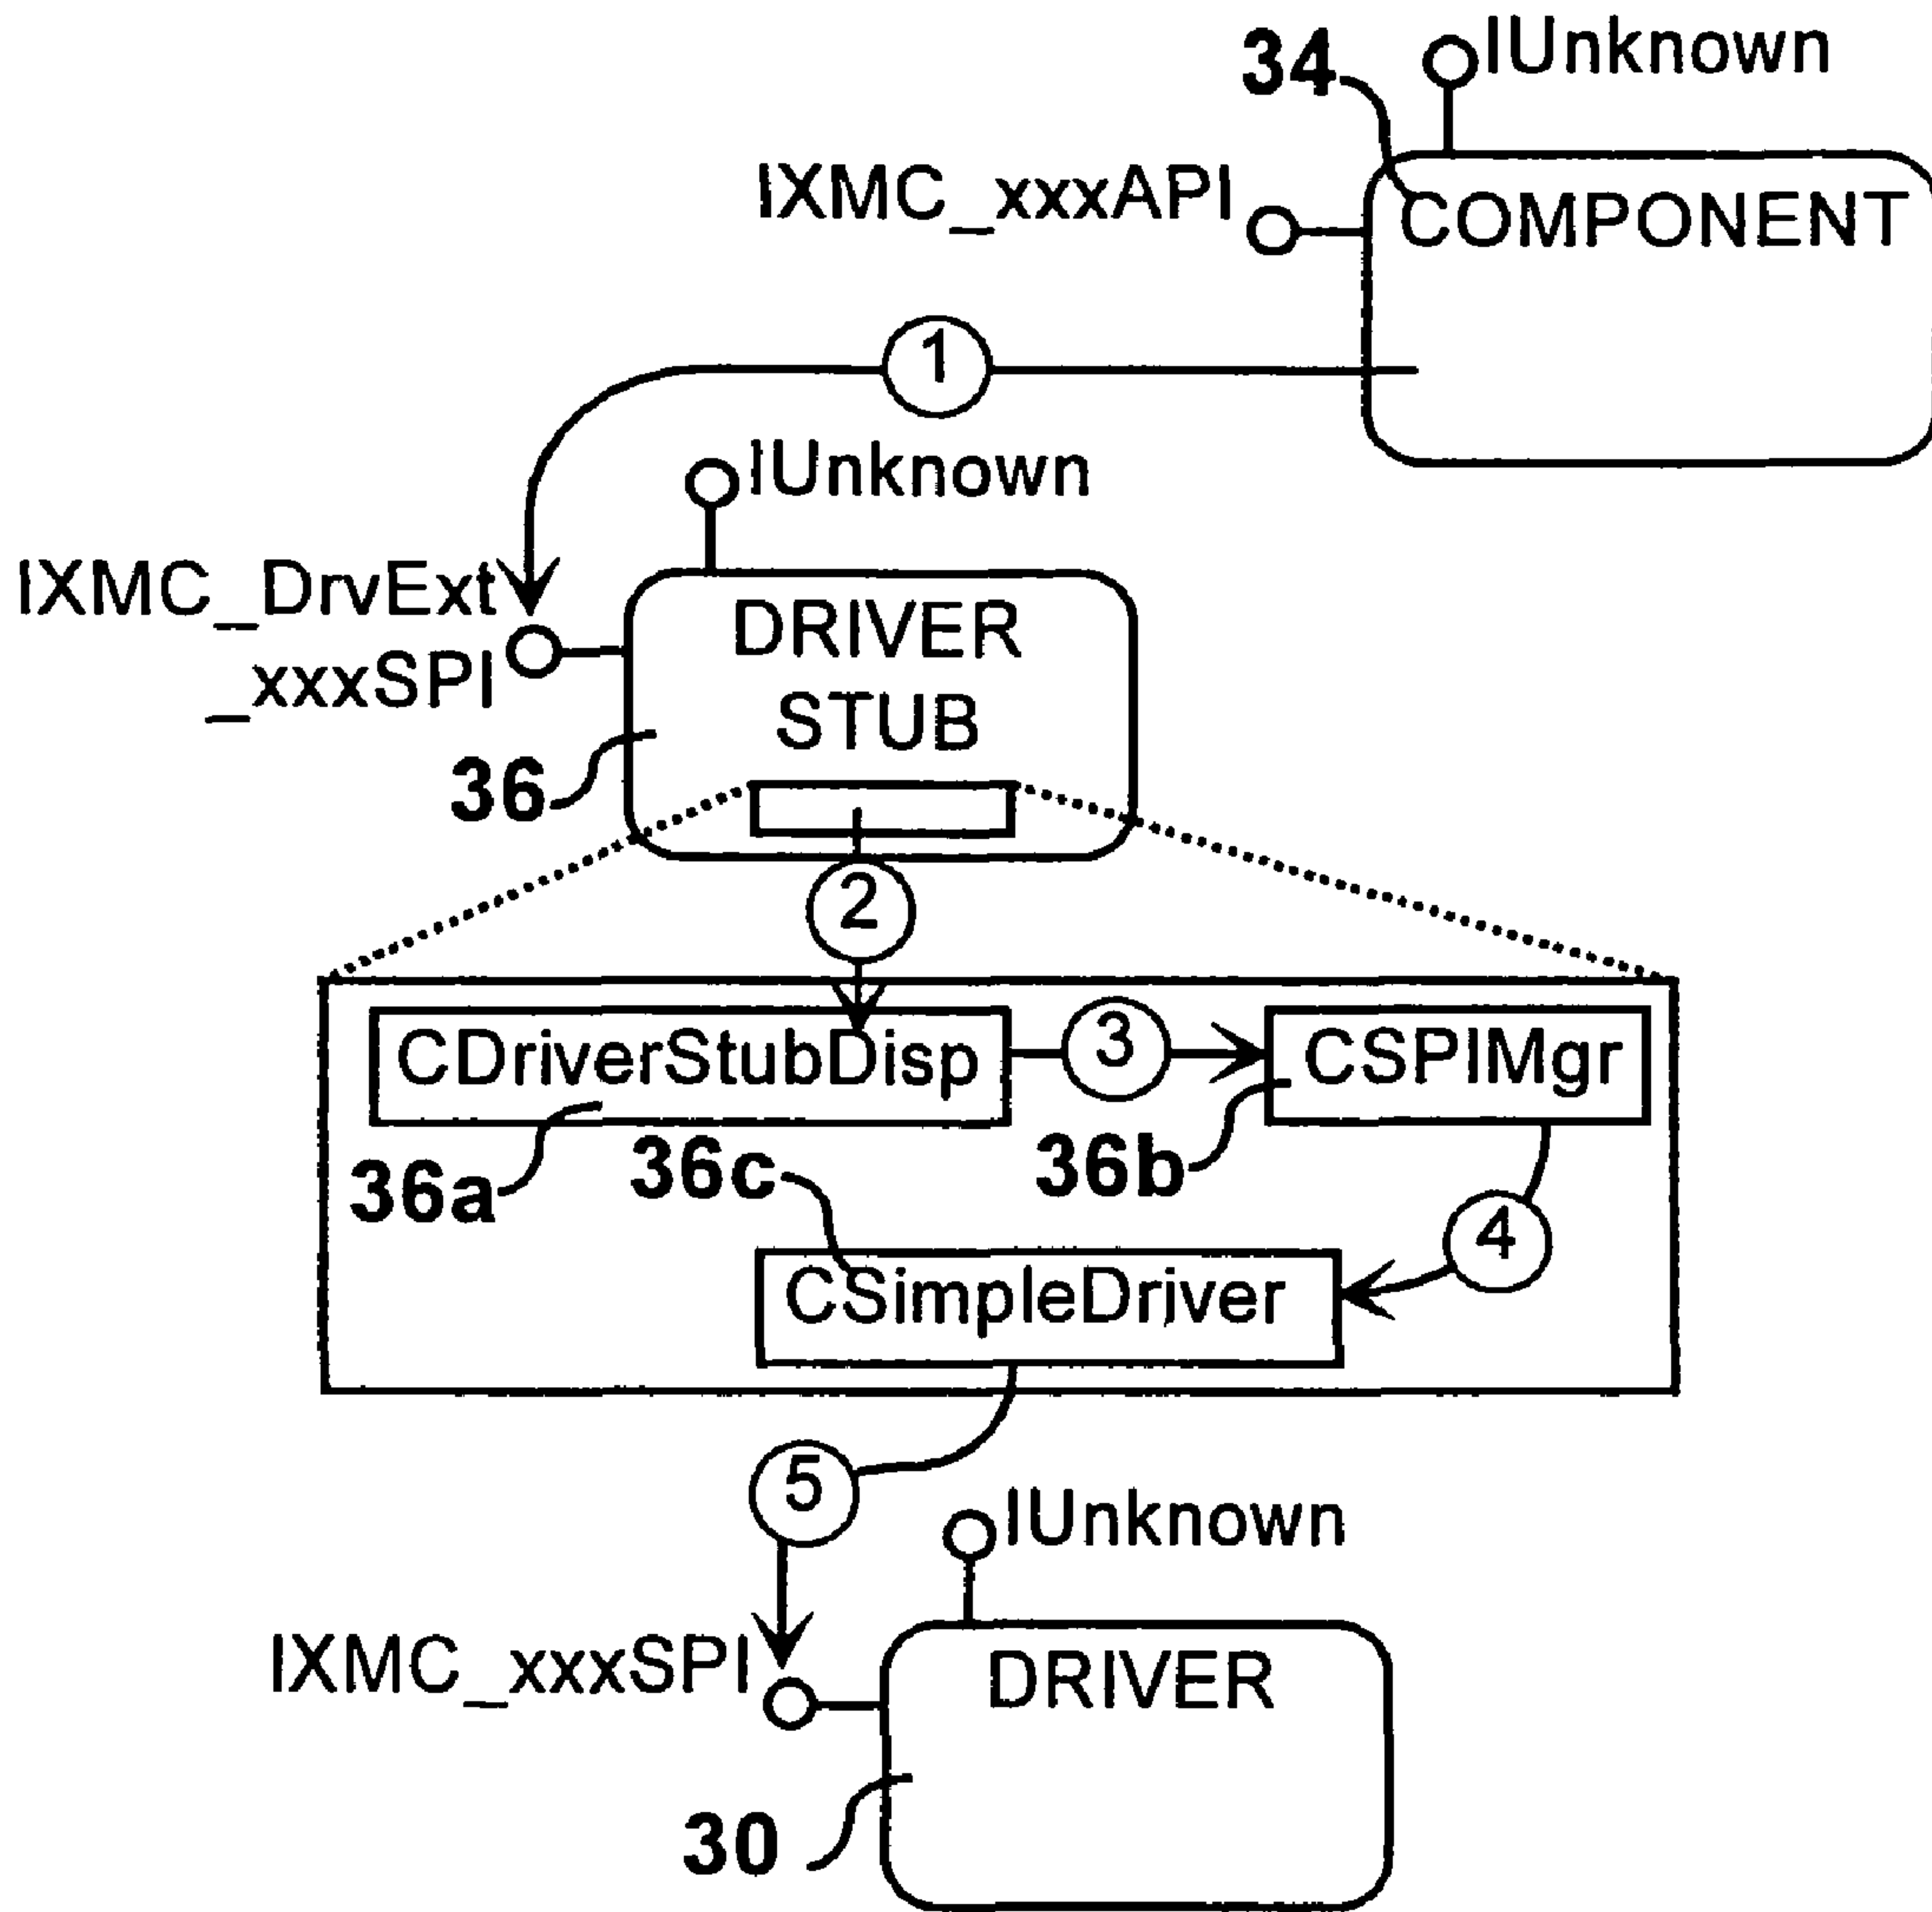 34
IUnknown
IXMC_xxxAPI
COMPONENT
1
IUnknown
IXMC_DrvExt
_xxxSPI
DRIVER
STUB
36
2
CDriverStubDisp
3
CSPIMgr
36a
36c
36b
4
CSimpleDriver
5
IUnknown
IXMC_xxxSPI
DRIVER
30